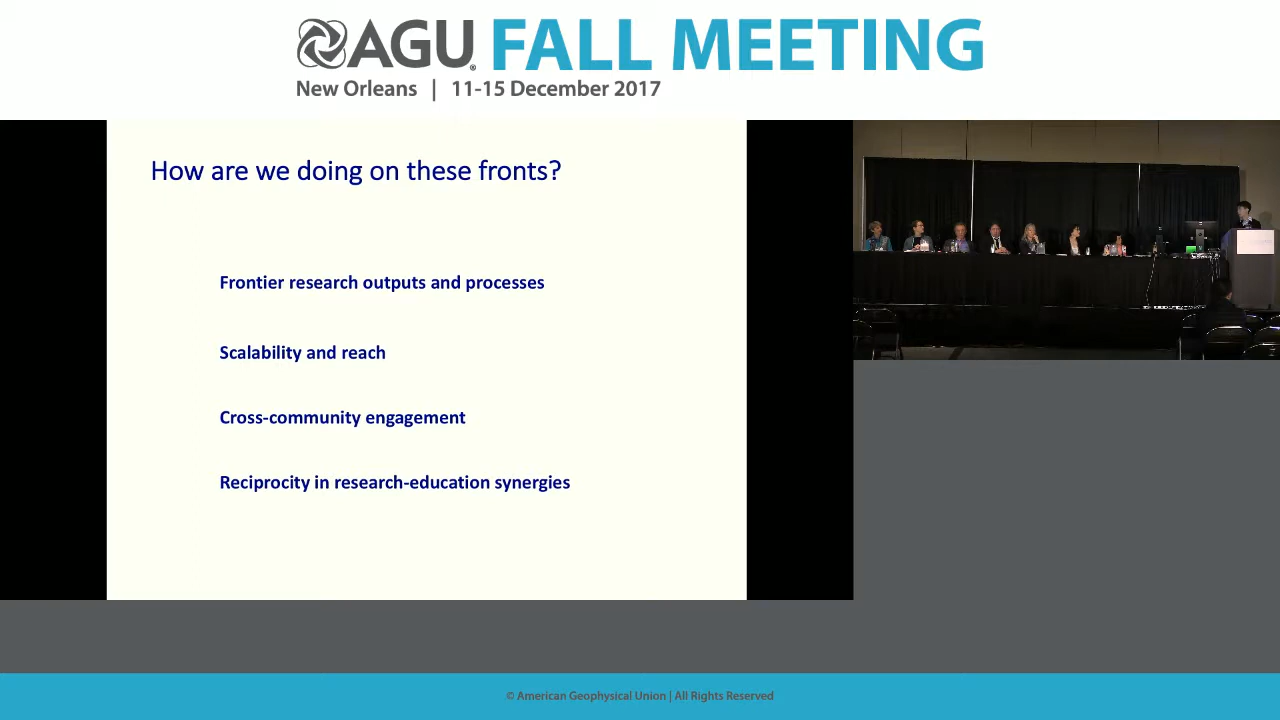 AGU FALL MEETING
New Orleans | 11-15 December 2017
How are we doing on these fronts?
Frontier research outputs and processes
Scalability and reach
Cross-community engagement
Reciprocity in research-education synergies
© American Geophysical Union | All Rights Reserved